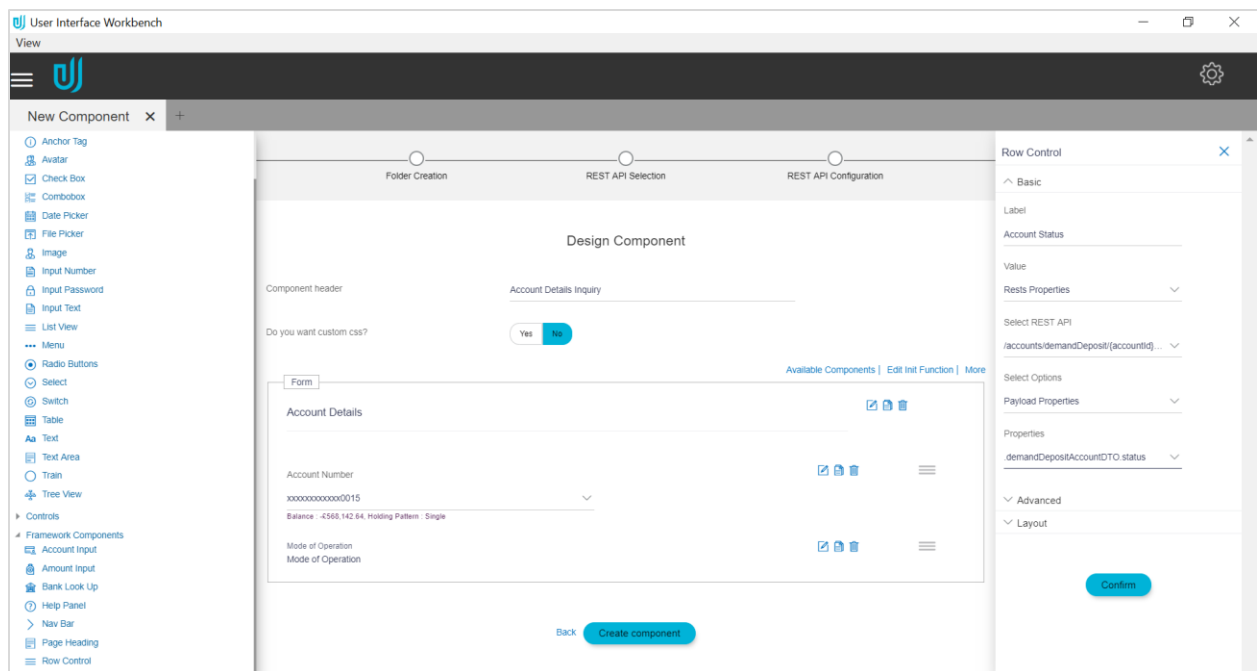 User Interface Workbench
View
New Component
Anchor Tag
Avatar
Check Box
Combobox
Date Picker
File Picker
Image
Input Number
Input Password
Input Text
List View
Menu
Radio Buttons
Select
Switch
Table
Aa Text
Text Area
Train
Tree View
Controls
Framework Components
Account Input
Amount Input
Bank Look Up
Help Panel
Nav Bar
Page Heading
Row Control
Folder Creation
REST API Selection
REST API Configuration
Design Component
Component header
Account Details Inquiry
Do you want custom css?
Yes No
Available Components | Edit Init Function | More
Form
Account Details
Account Number
xxxxxxxxxxxx0015
Balance : -£568,142.64, Holding Pattern : Single
Mode of Operation
Mode of Operation
Back Create component
Row Control
Basic
Label
Account Status
Value
Rests Properties
Select REST API
/accounts/demandDeposit/{accountId}...
Select Options
Payload Properties
Properties
.demandDepositAccountDTO.status
Advanced
Layout
Confirm